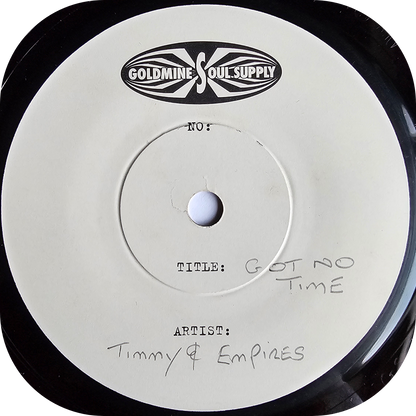 GOLDMINE SOUL SUPPLY
NO:
TITLE: GOT NO
TIME
ARTIST:
Timmy & EmpiRES